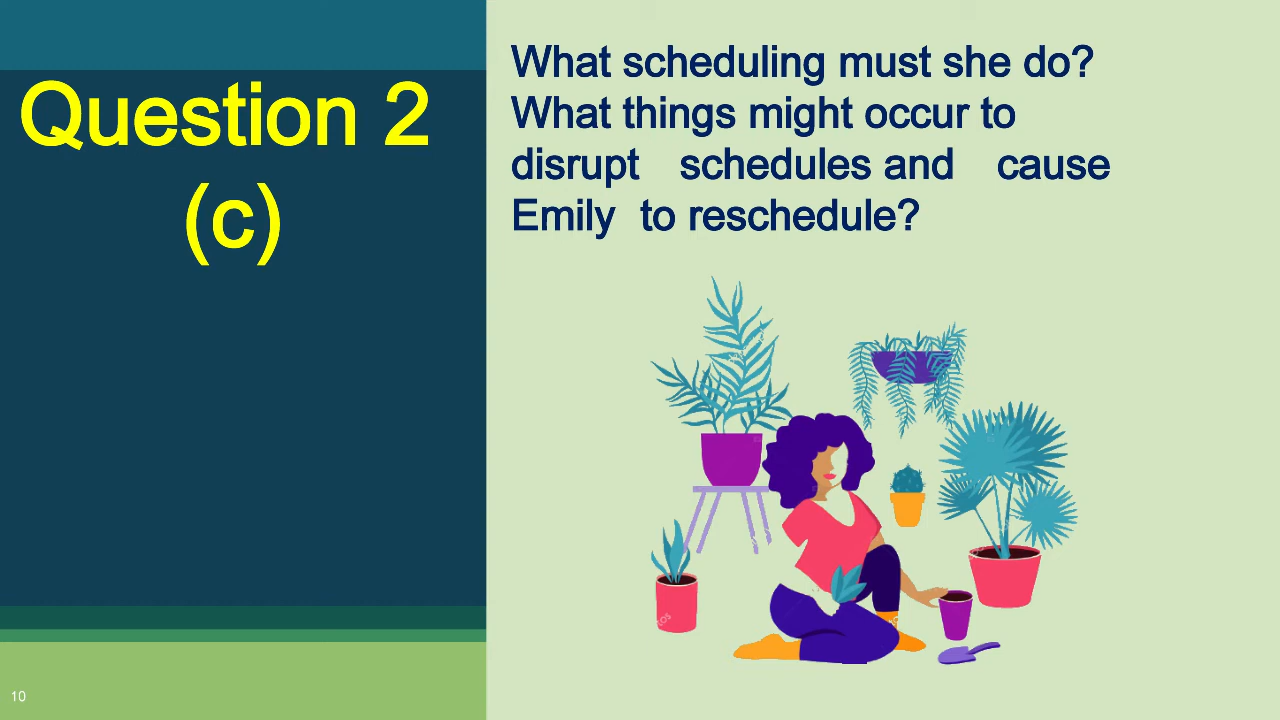 Question 2
(c)
What scheduling must she do?
What things might occur to
disrupt schedules and cause
Emily to reschedule?
10